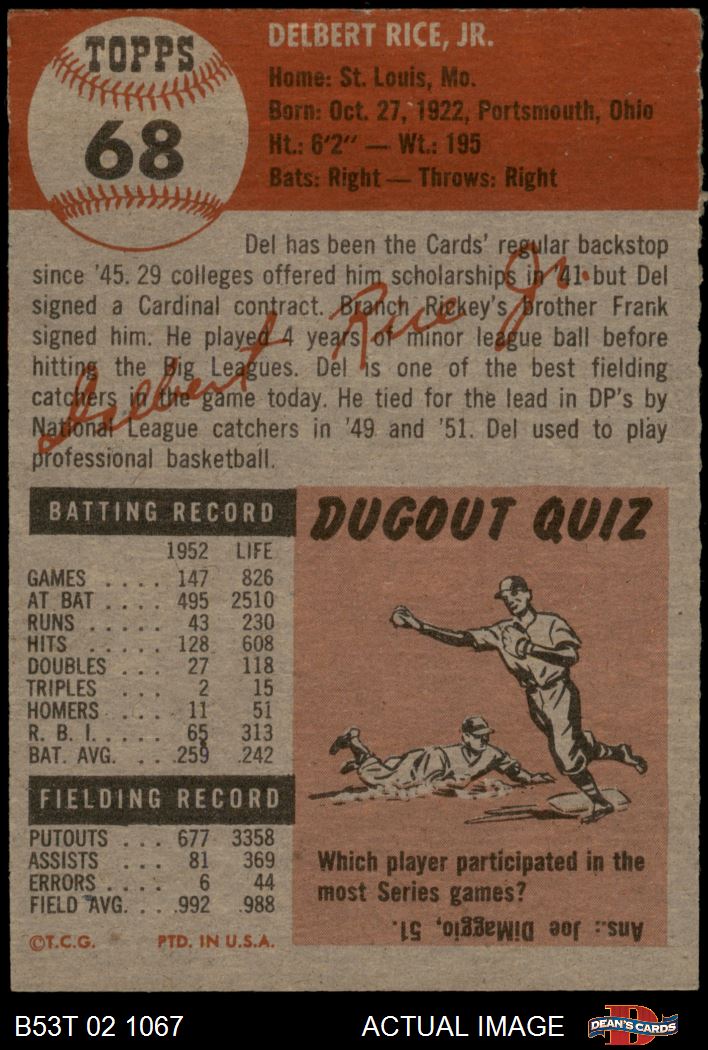 TOPPS
68
DELBERT RICE, JR.
Home: St. Louis, Mo.
Born: Oct. 27, 1922, Portsmouth, Ohio
Ht.: 6'2" — Wt.: 195
Bats: Right — Throws: Right
Del has been the Cards' regular backstop
since '45. 29 colleges offered him scholarships in '41 but Del
signed a Cardinal contract. Branch Rickey's brother Frank
signed him. He played 4 years of minor league ball before
hitting the Big Leagues. Del is one of the best fielding
catchers in the game today. He tied for the lead in DP's by
National League catchers in '49 and '51. Del used to play
professional basketball.
Delbert Rice Jr.
BATTING RECORD
1952 LIFE
GAMES . . . . 147 826
AT BAT . . . . 495 2510
RUNS . . . . . 43 230
HITS . . . . . 128 608
DOUBLES . . . 27 118
TRIPLES . . . 2 15
HOMERS . . . 11 51
R. B. I. . . . . 65 313
BAT. AVG. . . .259 .242
FIELDING RECORD
PUTOUTS . . . 677 3358
ASSISTS . . . 81 369
ERRORS . . . . 6 44
FIELD AVG. . . .992 .988
©T.C.G. PTD. IN U.S.A.
DUGOUT QUIZ
Which player participated in the
most Series games?
Ans.: Joe DiMaggio, 51.
B53T 02 1067 ACTUAL IMAGE
D
DEAN'S CARDS